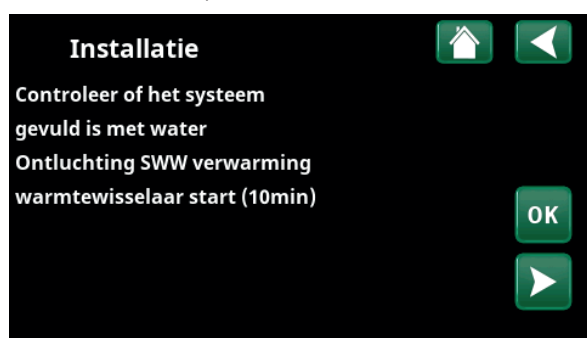 Installatie
Controleer of het systeem
gevuld is met water
Ontluchting SWW verwarming
warmtewisselaar start (10min)
OK